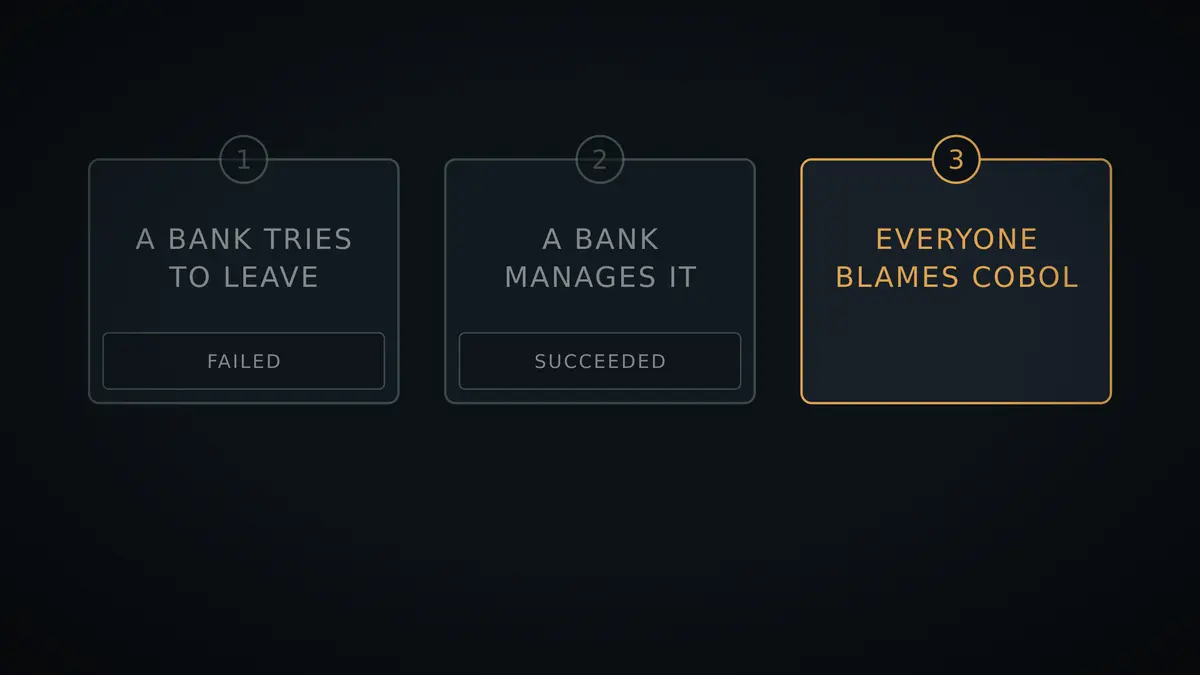 1
A BANK TRIES
TO LEAVE
FAILED
2
A BANK
MANAGES IT
SUCCEEDED
3
EVERYONE
BLAMES COBOL